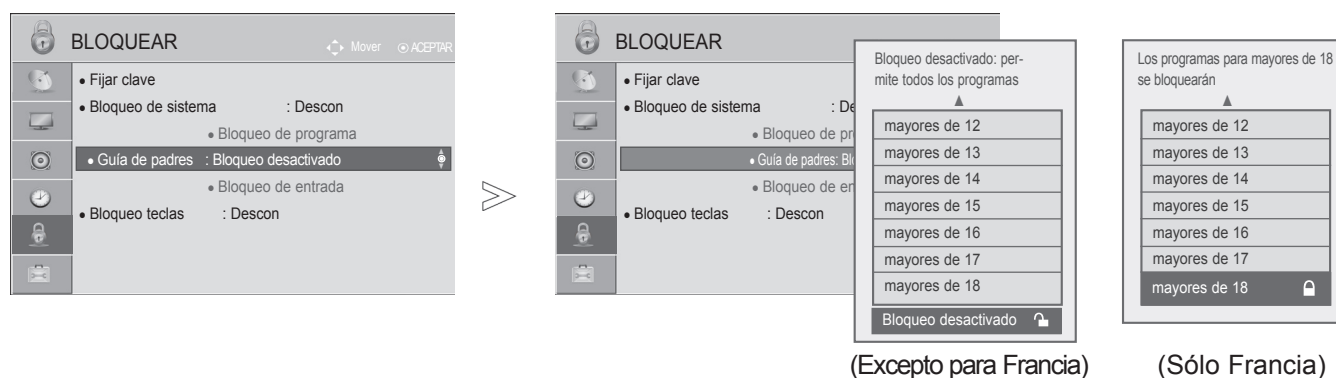 BLOQUEAR
Mover ACEPTAR
• Fijar clave
• Bloqueo de sistema : Descon
• Bloqueo de programa
• Guía de padres : Bloqueo desactivado
• Bloqueo de entrada
• Bloqueo teclas : Descon
BLOQUEAR
• Fijar clave
• Bloqueo de sistema : De
• Bloqueo de pr
• Guía de padres: Blo
• Bloqueo de en
• Bloqueo teclas : Descon
Bloqueo desactivado: per-
mite todos los programas
mayores de 12
mayores de 13
mayores de 14
mayores de 15
mayores de 16
mayores de 17
mayores de 18
Bloqueo desactivado
(Excepto para Francia)
Los programas para mayores de 18
se bloquearán
mayores de 12
mayores de 13
mayores de 14
mayores de 15
mayores de 16
mayores de 17
mayores de 18
(Sólo Francia)